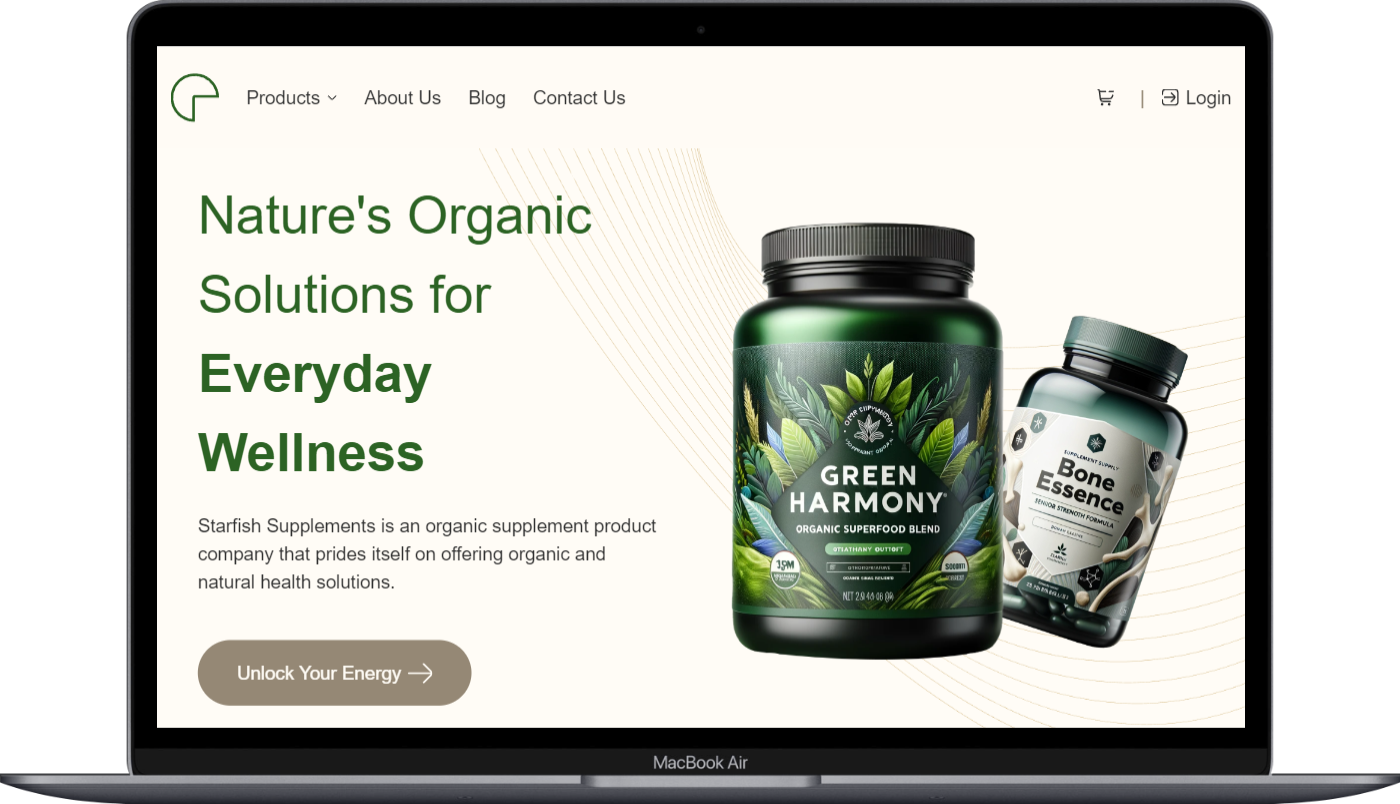 Products
About Us
Blog
Contact Us
|
Login
Nature's Organic
Solutions for
Everyday
Wellness
Starfish Supplements is an organic supplement product
company that prides itself on offering organic and
natural health solutions.
Unlock Your Energy
GREEN
HARMONY
ORGANIC SUPERFOOD BLEND
SUPPLEMENT SUPPLY
Bone
Essence
SENIOR STRENGTH FORMULA
MacBook Air